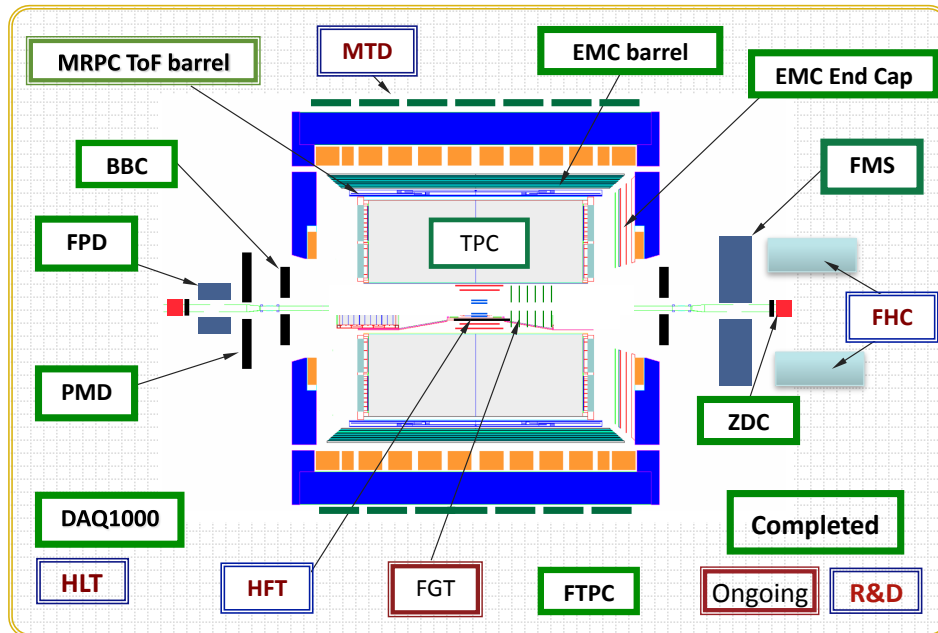 MRPC ToF barrel
MTD
EMC barrel
EMC End Cap
BBC
FMS
FPD
TPC
FHC
PMD
ZDC
DAQ1000
Completed
HLT
HFT
FGT
FTPC
Ongoing
R&D